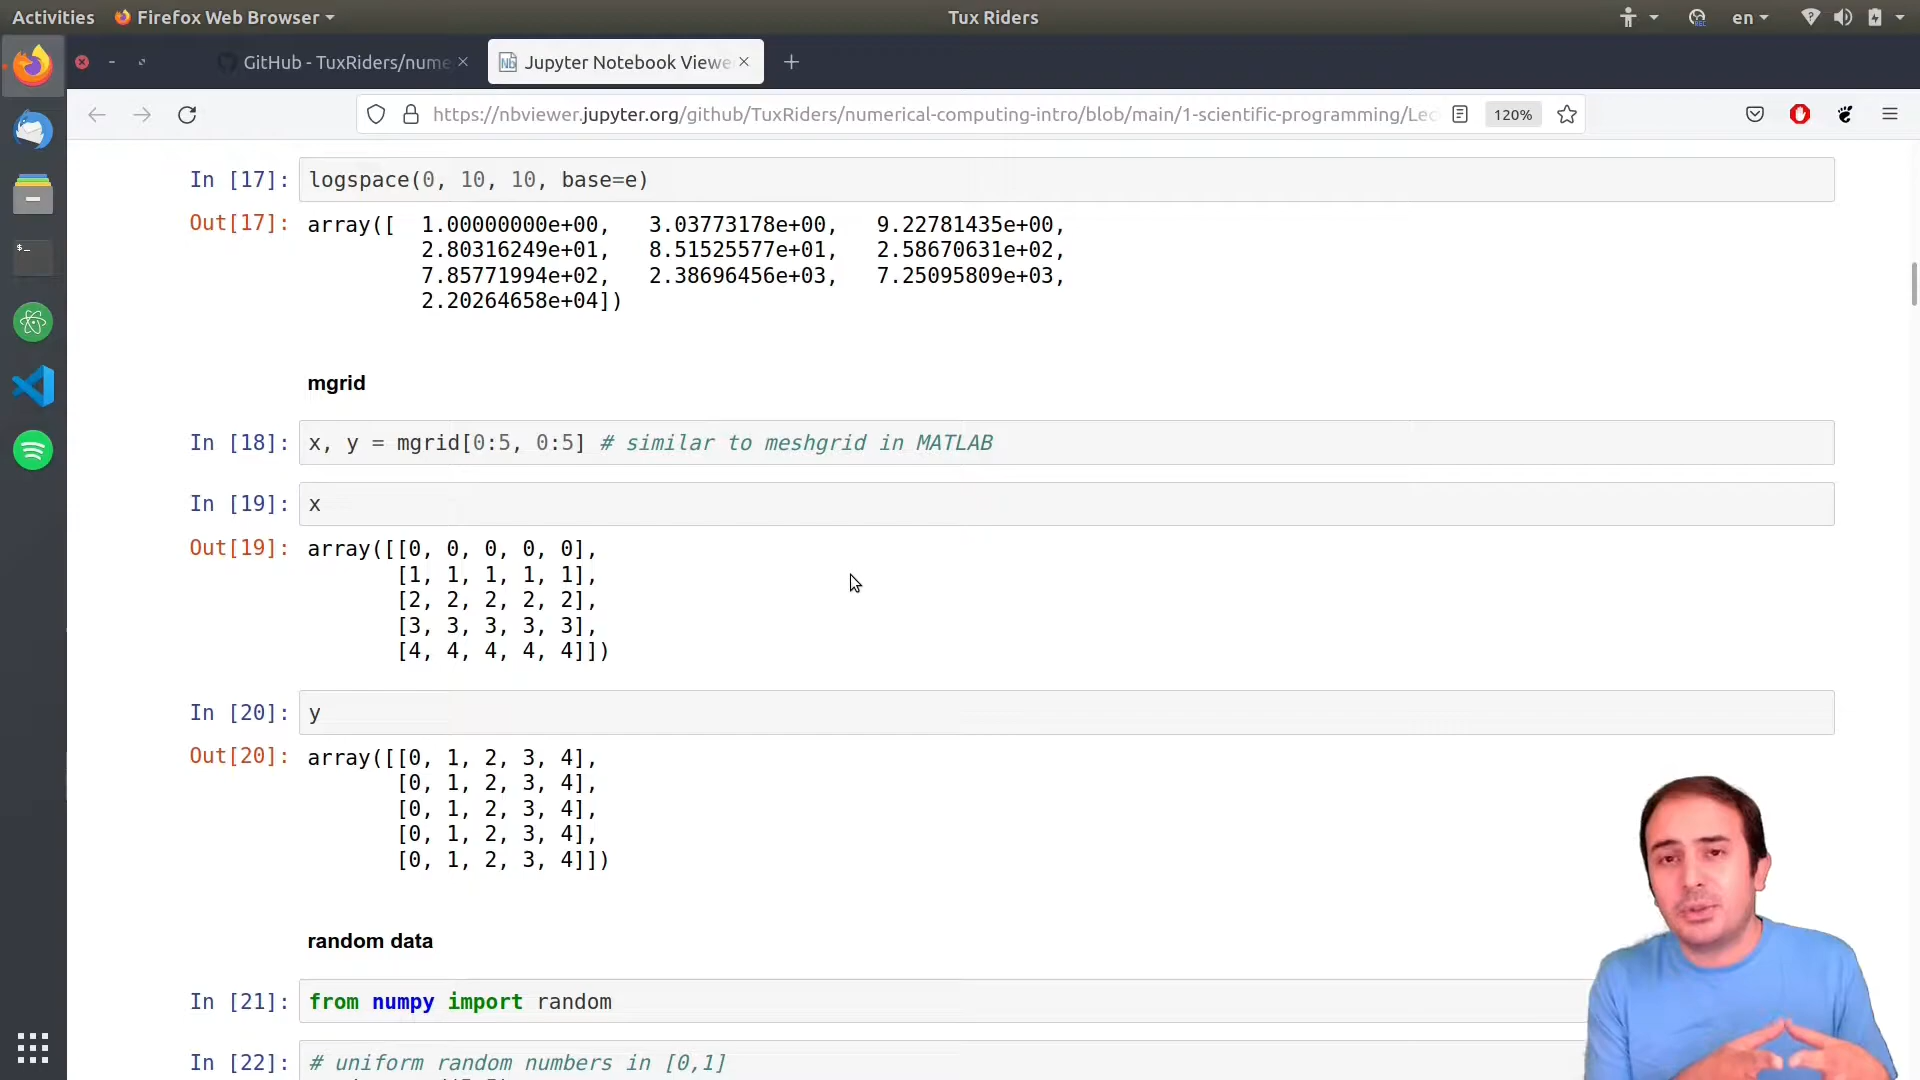 Activities Firefox Web Browser Tux Riders en
GitHub - TuxRiders/nume Jupyter Notebook Viewe
https://nbviewer.jupyter.org/github/TuxRiders/numerical-computing-intro/blob/main/1-scientific-programming/Lec 120%
In [17]: logspace(0, 10, 10, base=e)
Out[17]: array([ 1.00000000e+00, 3.03773178e+00, 9.22781435e+00,
2.80316249e+01, 8.51525577e+01, 2.58670631e+02,
7.85771994e+02, 2.38696456e+03, 7.25095809e+03,
2.20264658e+04])
mgrid
In [18]: x, y = mgrid[0:5, 0:5] # similar to meshgrid in MATLAB
In [19]: x
Out[19]: array([[0, 0, 0, 0, 0],
[1, 1, 1, 1, 1],
[2, 2, 2, 2, 2],
[3, 3, 3, 3, 3],
[4, 4, 4, 4, 4]])
In [20]: y
Out[20]: array([[0, 1, 2, 3, 4],
[0, 1, 2, 3, 4],
[0, 1, 2, 3, 4],
[0, 1, 2, 3, 4],
[0, 1, 2, 3, 4]])
random data
In [21]: from numpy import random
In [22]: # uniform random numbers in [0,1]